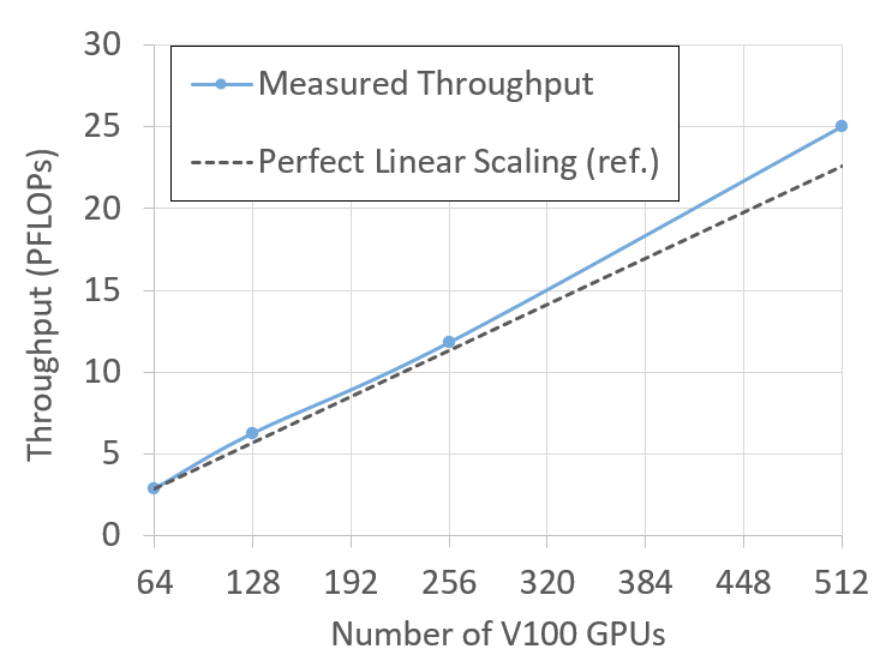 30
25
20
15
10
5
0
Throughput (PFLOPs)
Measured Throughput
Perfect Linear Scaling (ref.)
64 128 192 256 320 384 448 512
Number of V100 GPUs